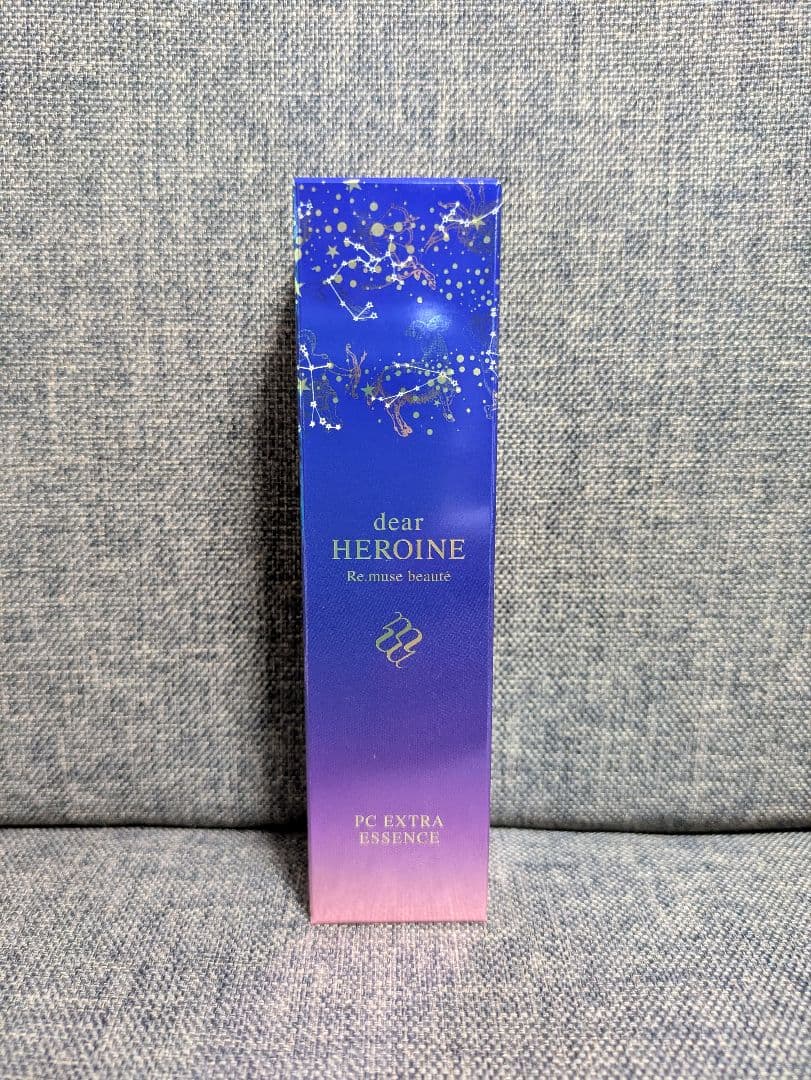 dear
HEROINE
Re.muse beauté
PC EXTRA
ESSENCE